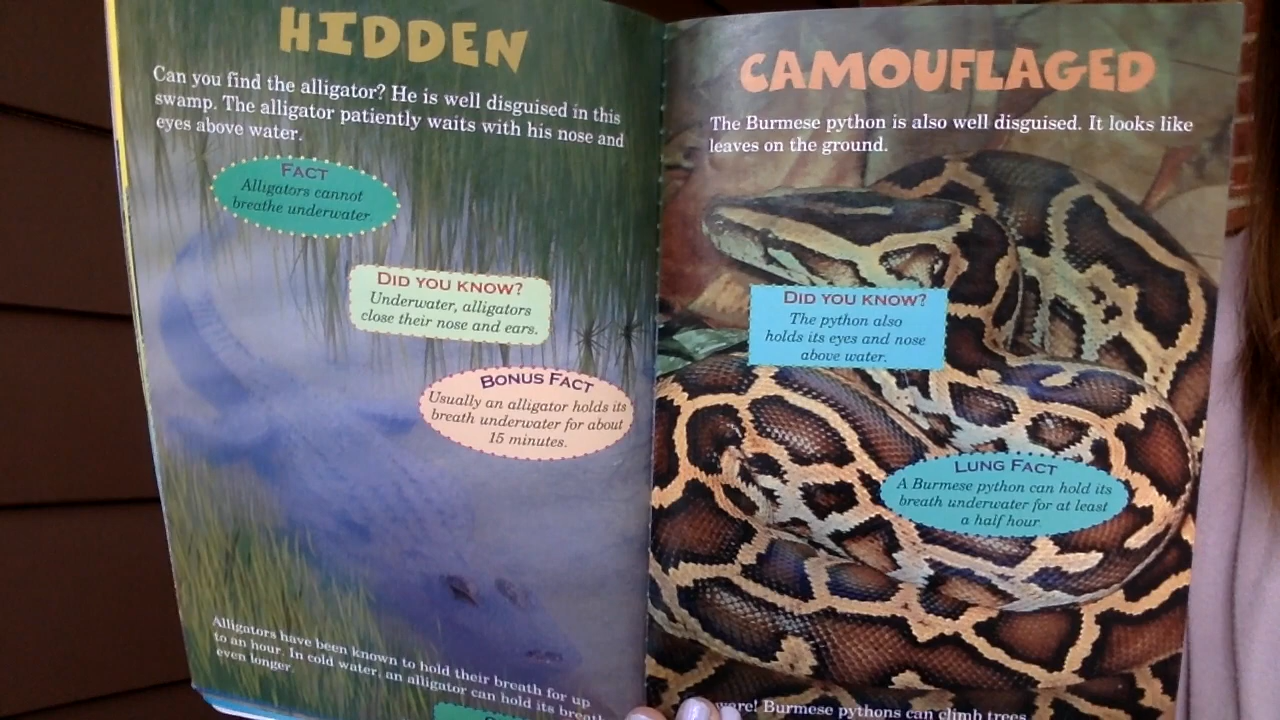 HIDDEN
Can you find the alligator? He is well disguised in this
swamp. The alligator patiently waits with his nose and
eyes above water.
FACT
Alligators cannot
breathe underwater.
DID YOU KNOW?
Underwater, alligators
close their nose and ears.
BONUS FACT
Usually an alligator holds its
breath underwater for about
15 minutes.
Alligators have been known to hold their breath for up
to an hour. In cold water, an alligator can hold its breath
even longer.
CAMOUFLAGED
The Burmese python is also well disguised. It looks like
leaves on the ground.
DID YOU KNOW?
The python also
holds its eyes and nose
above water.
LUNG FACT
A Burmese python can hold its
breath underwater for at least
a half hour.
Burmese pythons can climb trees